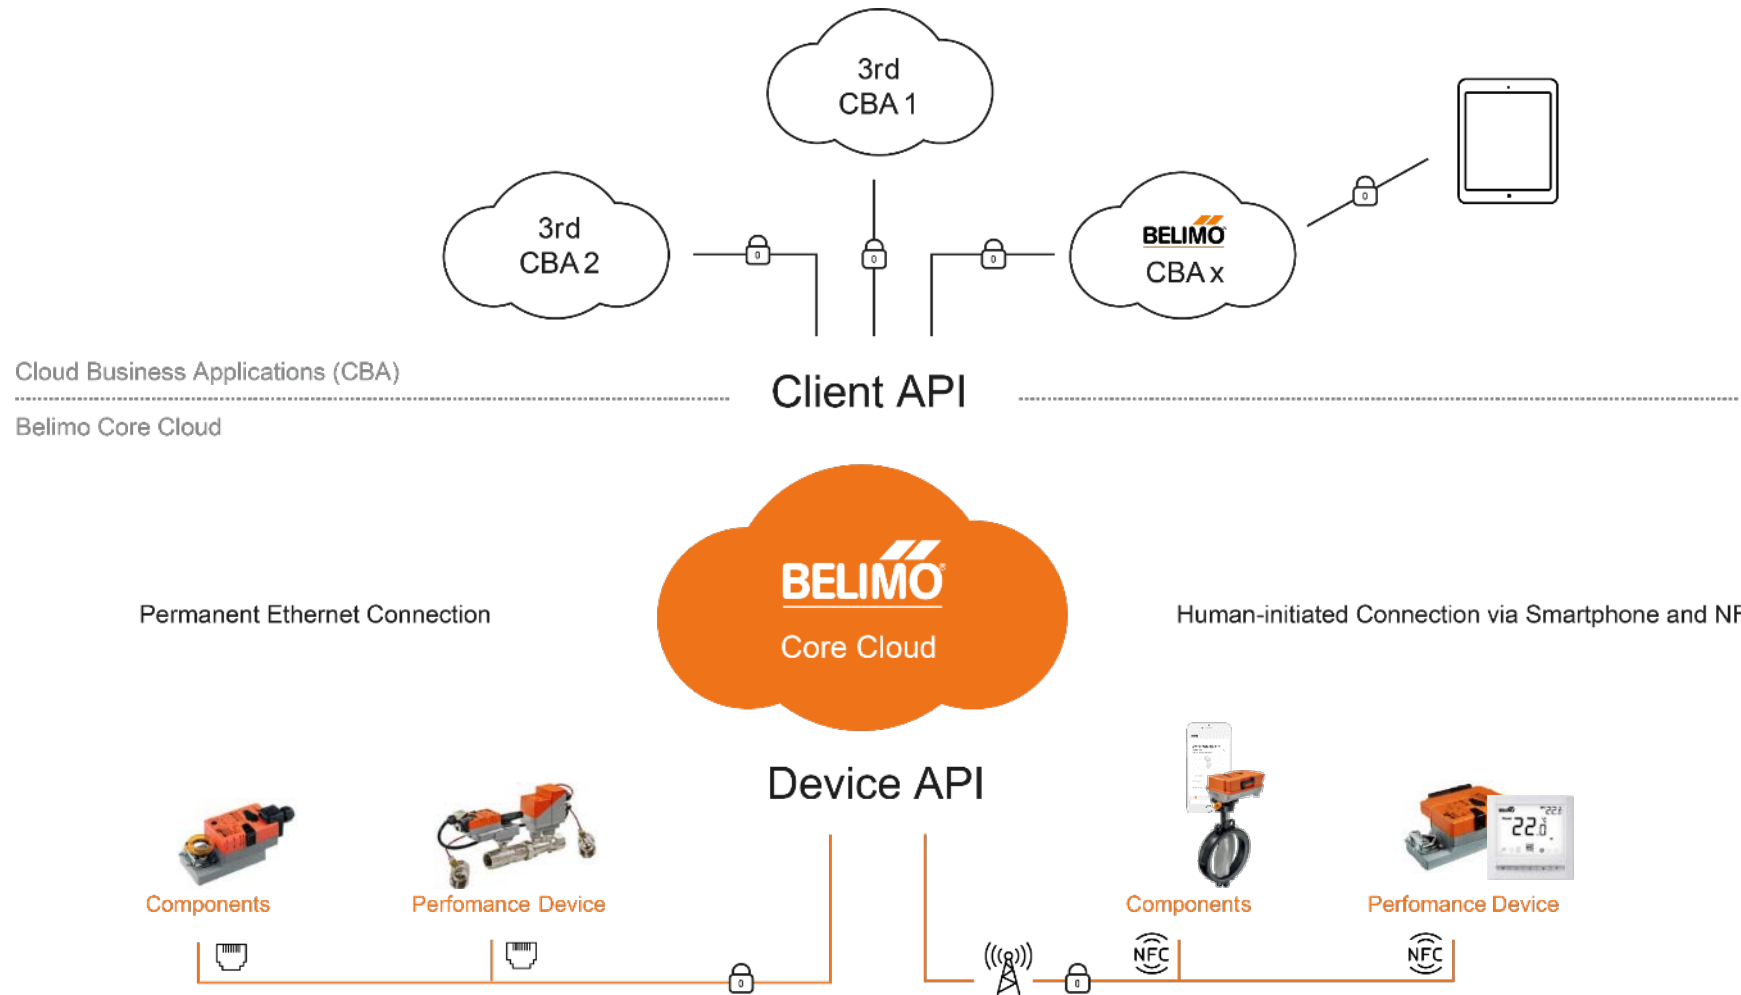 3rd
CBA 1
3rd
CBA 2
BELIMO
CBA x
Cloud Business Applications (CBA)
Client API
Belimo Core Cloud
BELIMO®
Core Cloud
Permanent Ethernet Connection
Human-initiated Connection via Smartphone and NF
Device API
22.0
Components
Perfomance Device
Components
Perfomance Device
NFC
NFC